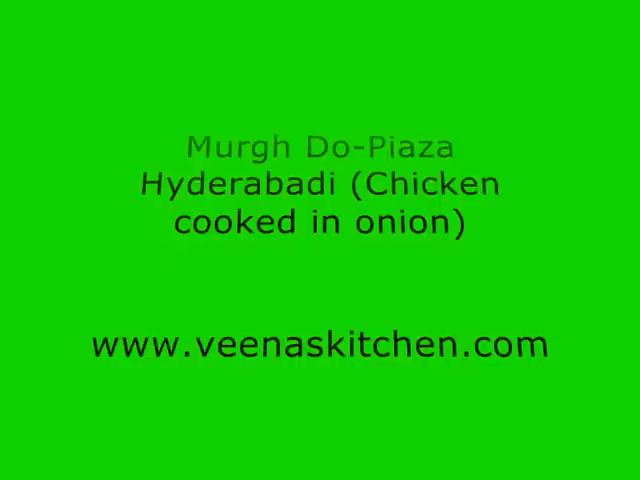 Murgh Do-Piaza
Hyderabadi (Chicken
cooked in onion)
www.veenaskitchen.com